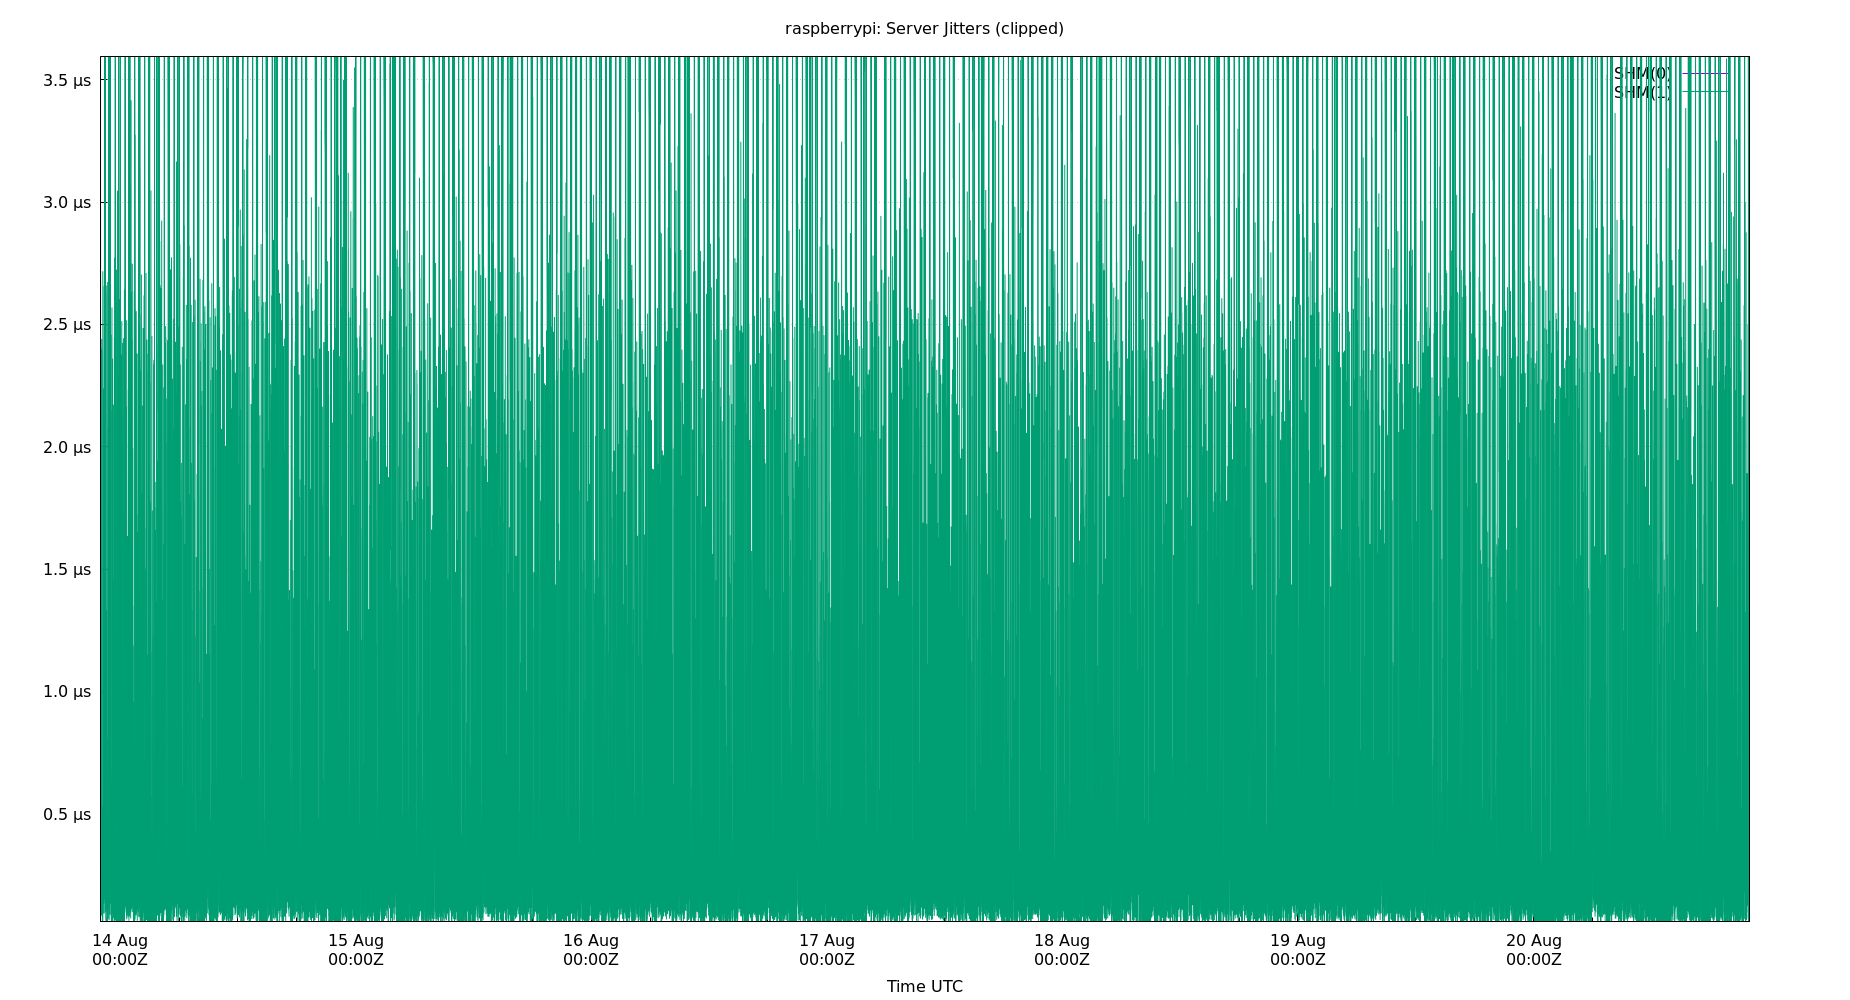 raspberrypi: Server Jitters (clipped)
3.5 µs
SHM(0)
SHM(1)
3.0 µs
2.5 µs
2.0 µs
1.5 µs
1.0 µs
0.5 µs
14 Aug 15 Aug 16 Aug 17 Aug 18 Aug 19 Aug 20 Aug
00:00Z 00:00Z 00:00Z 00:00Z 00:00Z 00:00Z 00:00Z
Time UTC